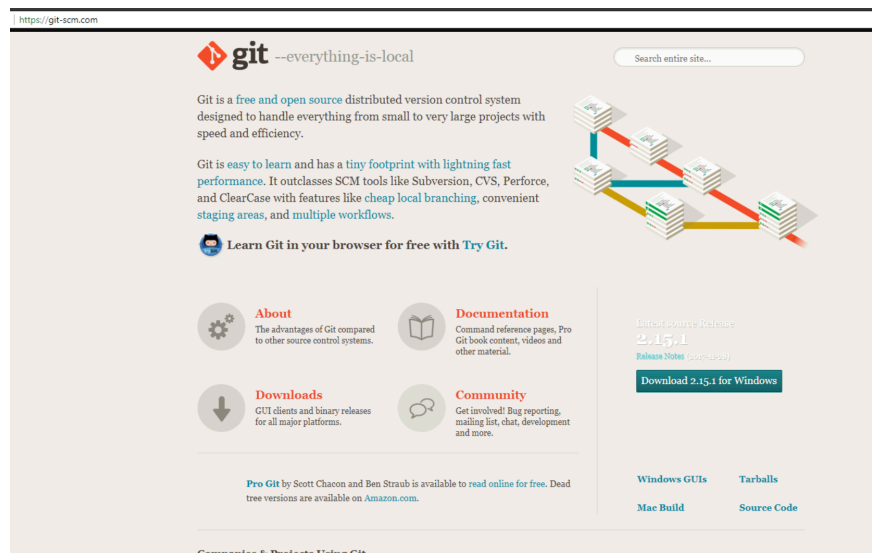 https://git-scm.com
git --everything-is-local
Search entire site...
Git is a free and open source distributed version control system
designed to handle everything from small to very large projects with
speed and efficiency.
Git is easy to learn and has a tiny footprint with lightning fast
performance. It outclasses SCM tools like Subversion, CVS, Perforce,
and ClearCase with features like cheap local branching, convenient
staging areas, and multiple workflows.
Learn Git in your browser for free with Try Git.
About
The advantages of Git compared
to other source control systems.
Documentation
Command reference pages, Pro
Git book content, videos and
other material.
Downloads
GUI clients and binary releases
for all major platforms.
Community
Get involved! Bug reporting,
mailing list, chat, development
and more.
Latest source Release
2.15.1
Release Notes (2017-11-28)
Download 2.15.1 for Windows
Pro Git by Scott Chacon and Ben Straub is available to read online for free. Dead
tree versions are available on Amazon.com.
Windows GUIs
Tarballs
Mac Build
Source Code
Companies & Projects Using Git